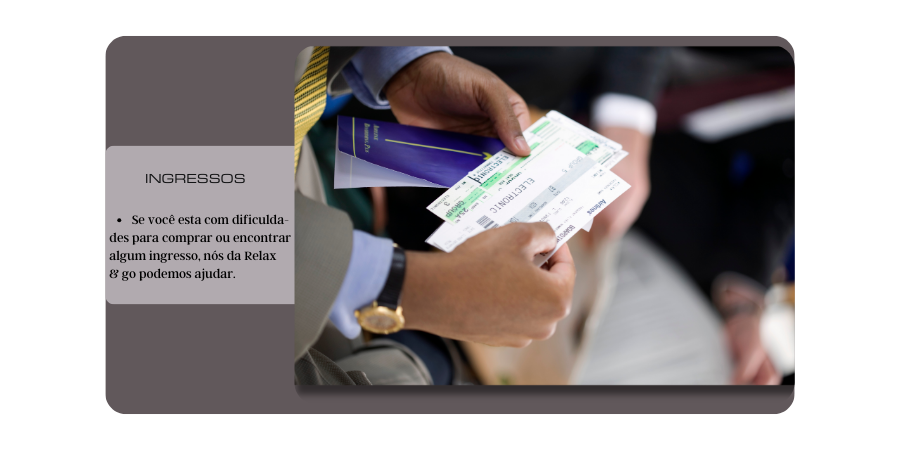 INGRESSOS
• Se você esta com dificulda-
des para comprar ou encontrar
algum ingresso, nós da Relax
& go podemos ajudar.
ELECTRONIC
ELECTRONIC